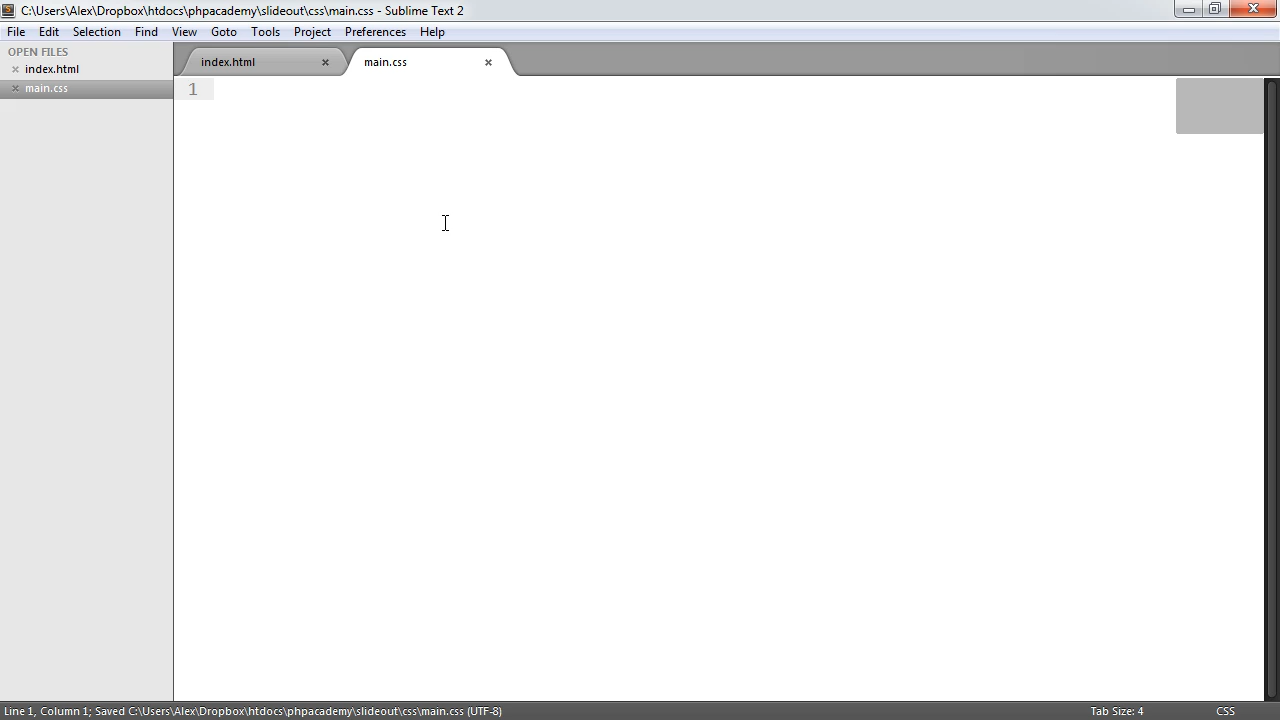 C:\Users\Alex\Dropbox\htdocs\phpacademy\slideout\css\main.css - Sublime Text 2
File Edit Selection Find View Goto Tools Project Preferences Help
OPEN FILES
index.html
main.css
index.html
main.css
1
Line 1, Column 1; Saved C:\Users\Alex\Dropbox\htdocs\phpacademy\slideout\css\main.css (UTF-8)
Tab Size: 4
CSS